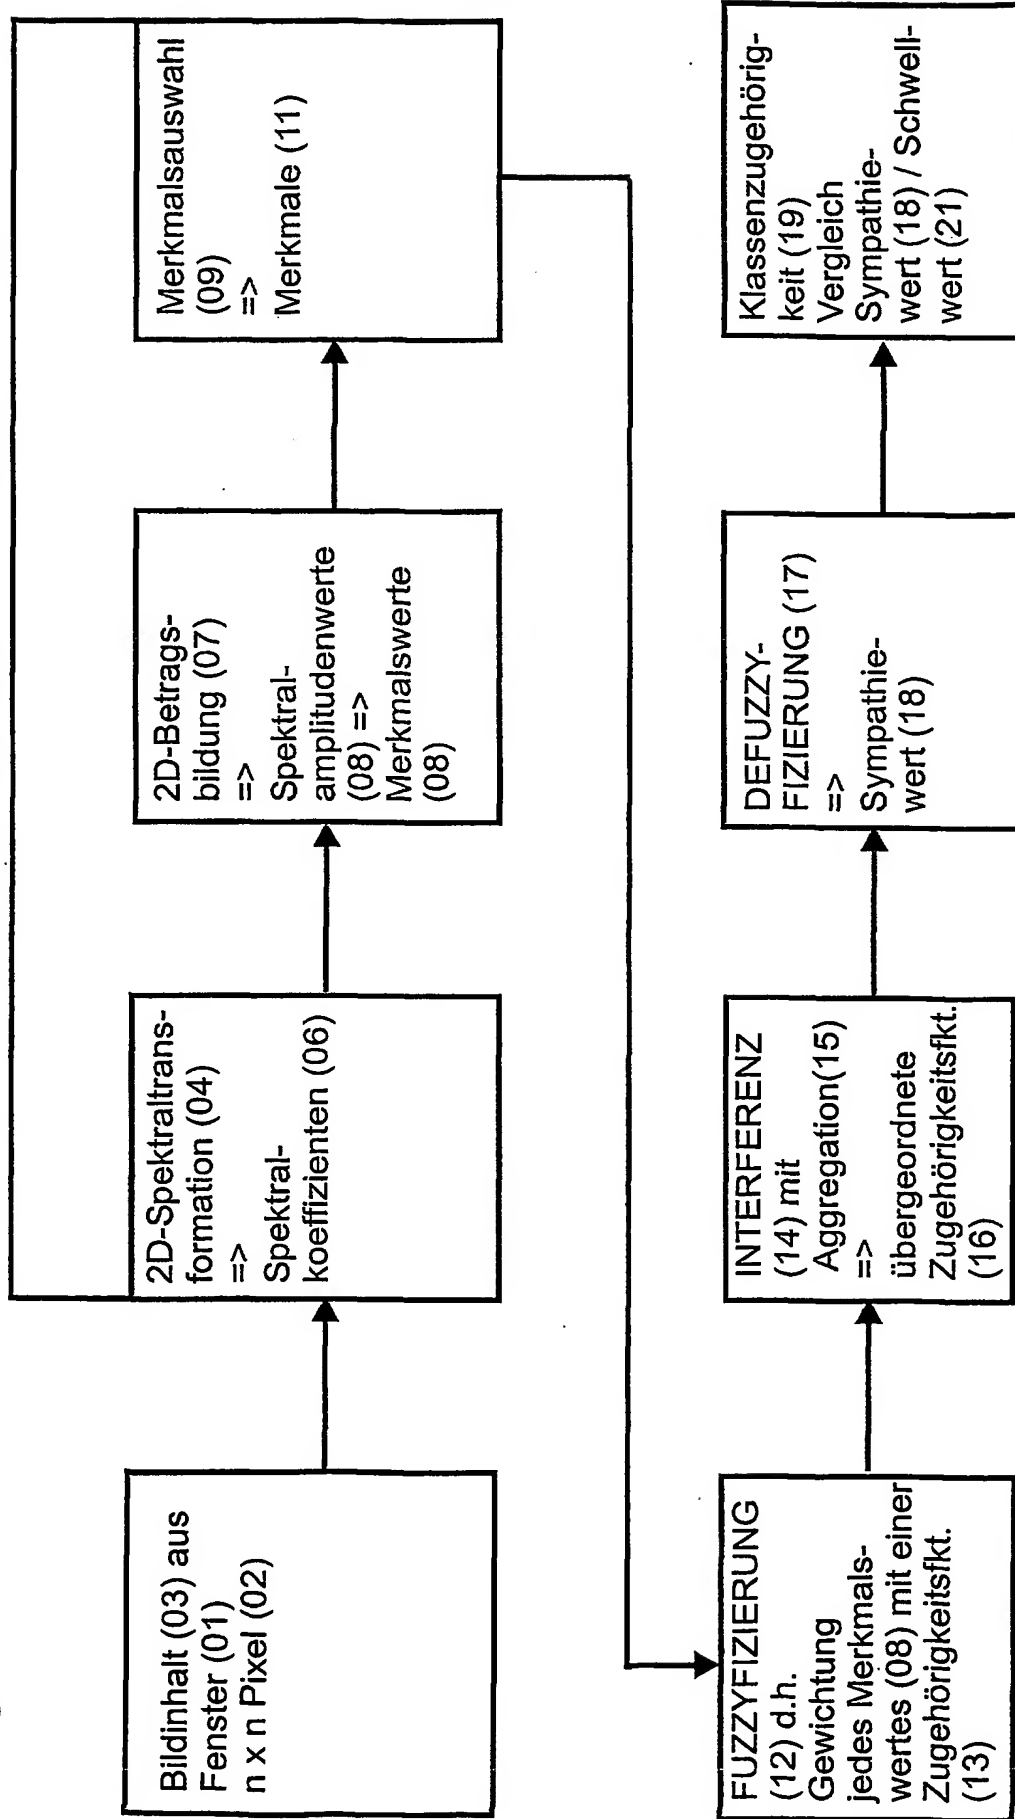 Bildinhalt (03) aus
Fenster (01)
n x n Pixel (02)
2D-Spektraltrans-
formation (04)
=>
Spektral-
koeffizienten (06)
2D-Betrags-
bildung (07)
=>
Spektral-
amplitudenwerte
(08) =>
Merkmalswerte
(08)
Merkmalsauswahl
(09)
=>
Merkmale (11)
FUZZYFIZIERUNG
(12) d.h.
Gewichtung
jedes Merkmals-
wertes (08) mit einer
Zugehörigkeitsfkt.
(13)
INTERFERENZ
(14) mit
Aggregation(15)
=>
übergeordnete
Zugehörigkeitsfkt.
(16)
DEFUZZY-
FIZIERUNG (17)
=>
Sympathie-
wert (18)
Klassenzugehörig-
keit (19)
Vergleich
Sympathie-
wert (18) / Schwell-
wert (21)